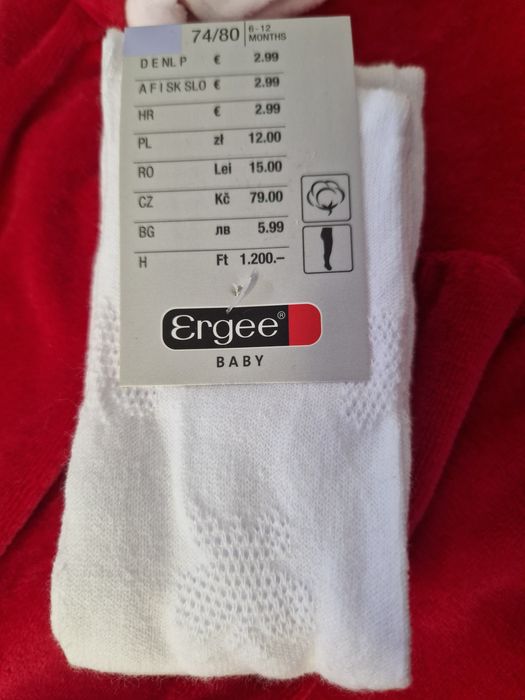 74/80 6-12 MONTHS
D E NL P € 2.99
A F I SK SLO € 2.99
HR € 2.99
PL zł 12.00
RO Lei 15.00
CZ Kč 79.00
BG лв 5.99
H Ft 1.200.–
Ergee®
BABY